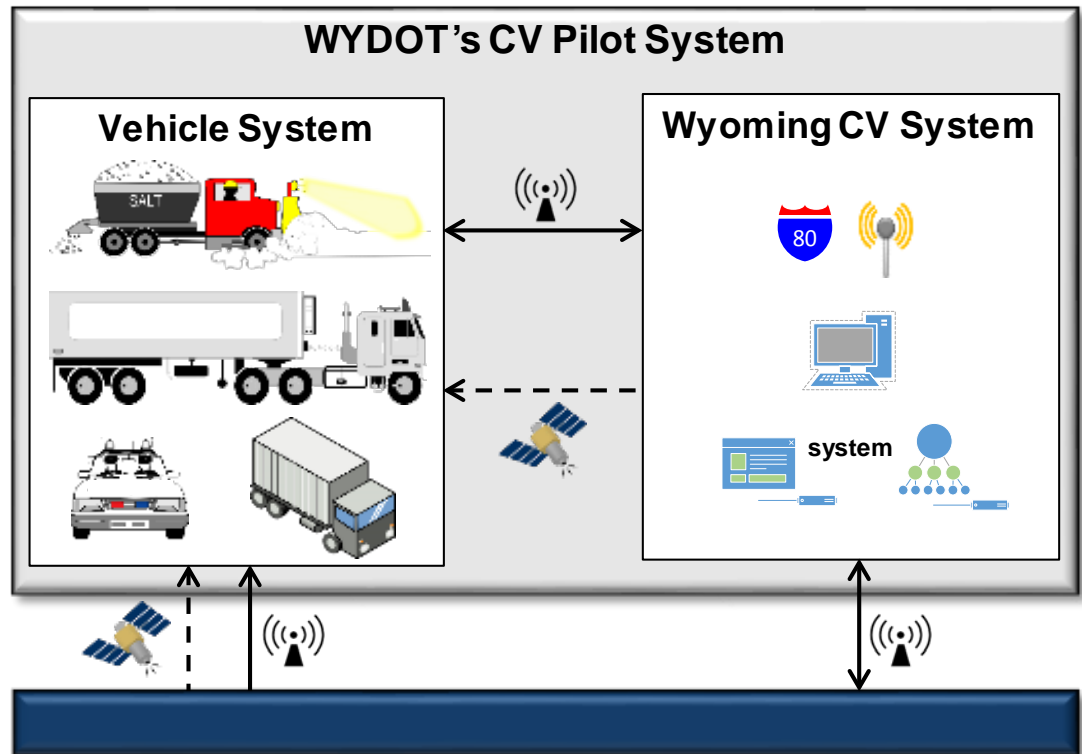 WYDOT's CV Pilot System
Vehicle System
Wyoming CV System
SALT
80
system